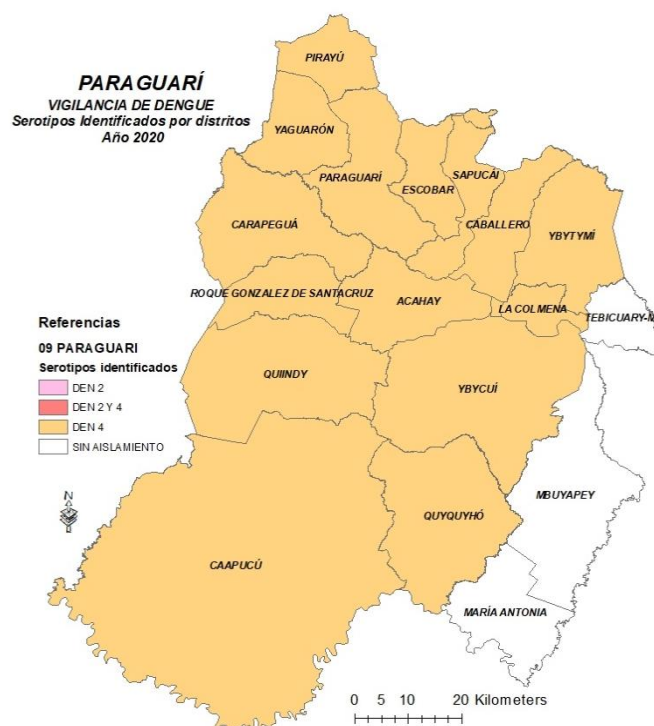 PARAGUARÍ
VIGILANCIA DE DENGUE
Serotipos Identificados por distritos
Año 2020
PIRAYÚ
YAGUARÓN
PARAGUARÍ
ESCOBAR
SAPUCÁI
CARAPEGUÁ
CABALLERO
YBYTYMÍ
ROQUE GONZALEZ DE SANTACRUZ
ACAHAY
LA COLMENA
TEBICUARY-M
QUIINDY
YBYCUÍ
MBUYAPEY
QUYQUYHÓ
CAAPUCÚ
MARÍA ANTONIA
Referencias
09 PARAGUARI
Serotipos identificados
DEN 2
DEN 2 Y 4
DEN 4
SIN AISLAMIENTO
N
0 5 10 20 Kilometers